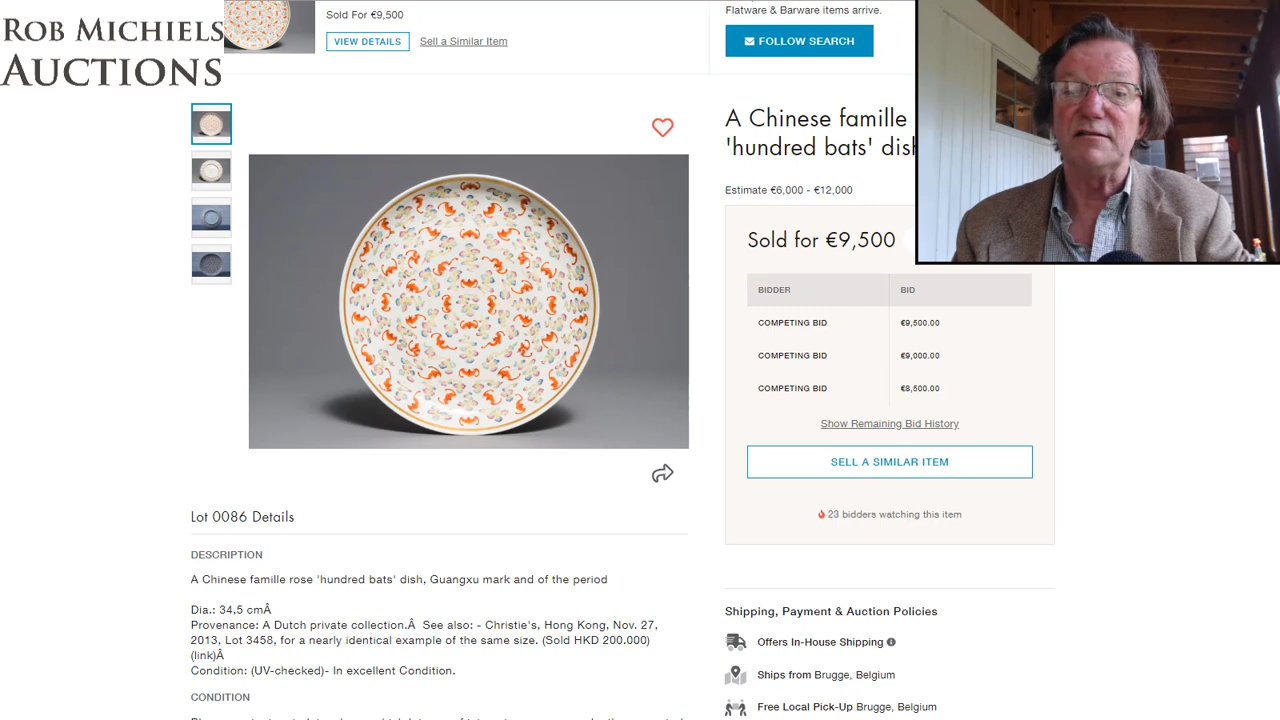 ROB MICHIELS
AUCTIONS
Sold For €9,500
VIEW DETAILS
Sell a Similar Item
Flatware & Barware items arrive.
FOLLOW SEARCH
A Chinese famille
'hundred bats' dish
Estimate €6,000 - €12,000
Sold for €9,500
BIDDER BID
COMPETING BID €9,500.00
COMPETING BID €9,000.00
COMPETING BID €8,500.00
Show Remaining Bid History
SELL A SIMILAR ITEM
23 bidders watching this item
Lot 0086 Details
DESCRIPTION
A Chinese famille rose 'hundred bats' dish, Guangxu mark and of the period
Dia.: 34,5 cmÂ
Provenance: A Dutch private collection.Â See also: - Christie's, Hong Kong, Nov. 27,
2013, Lot 3458, for a nearly identical example of the same size. (Sold HKD 200.000)
(link)Â
Condition: (UV-checked)- In excellent Condition.
CONDITION
Shipping, Payment & Auction Policies
Offers In-House Shipping
Ships from Brugge, Belgium
Free Local Pick-Up Brugge, Belgium